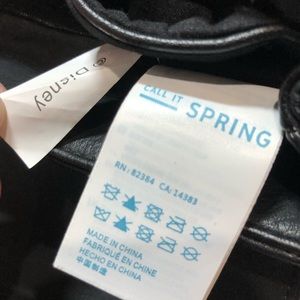 © Disney
CALL IT
SPRING
RN: 82384 CA: 14383
MADE IN CHINA
FABRIQUÉ EN CHINE
HECHO EN CHINA
中国制造